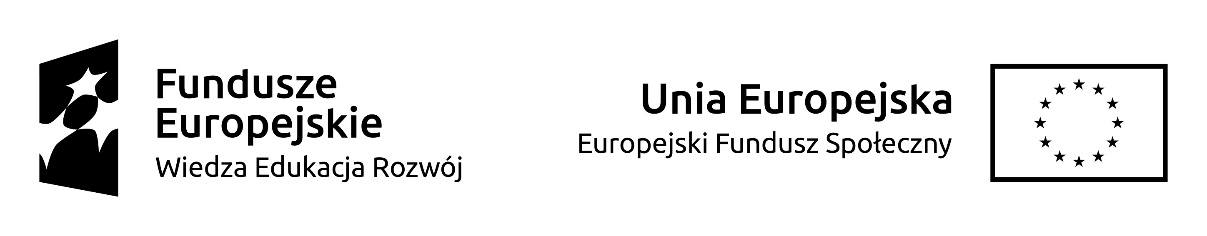 Fundusze
Europejskie
Wiedza Edukacja Rozwój
Unia Europejska
Europejski Fundusz Społeczny